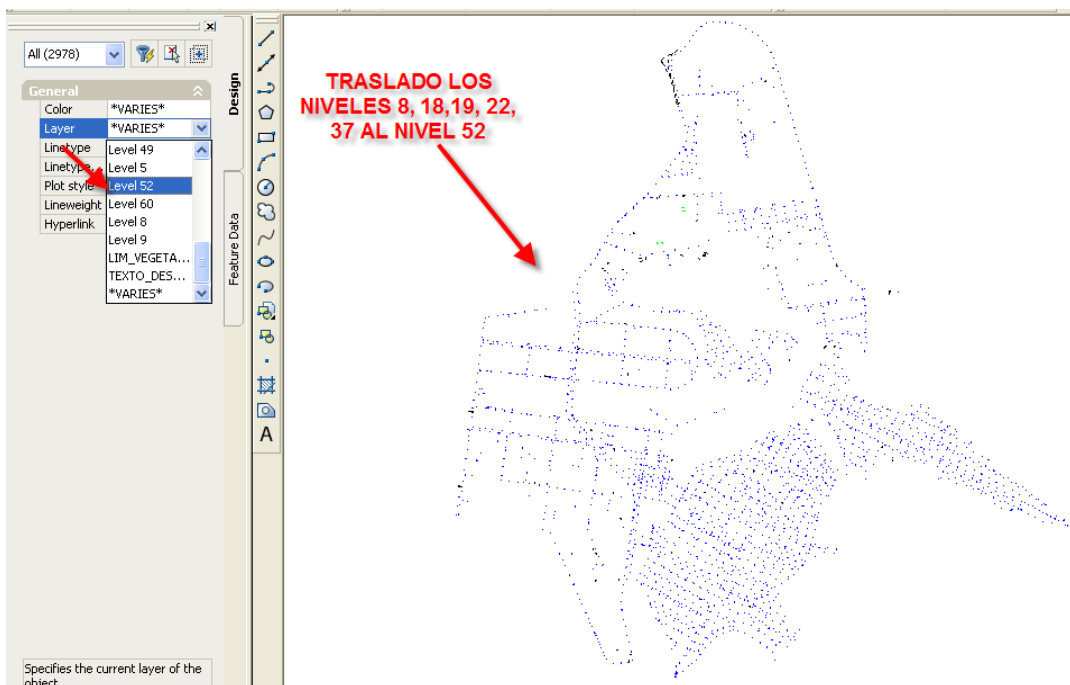 All (2978)
General
Color *VARIES*
Layer *VARIES*
Linetype Level 49
Linetype... Level 5
Plot style Level 52
Lineweight Level 60
Hyperlink Level 8
Level 9
LIM_VEGETA...
TEXTO_DES...
*VARIES*
Design
Feature Data
A
TRASLADO LOS
NIVELES 8, 18,19, 22,
37 AL NIVEL 52
Specifies the current layer of the
object